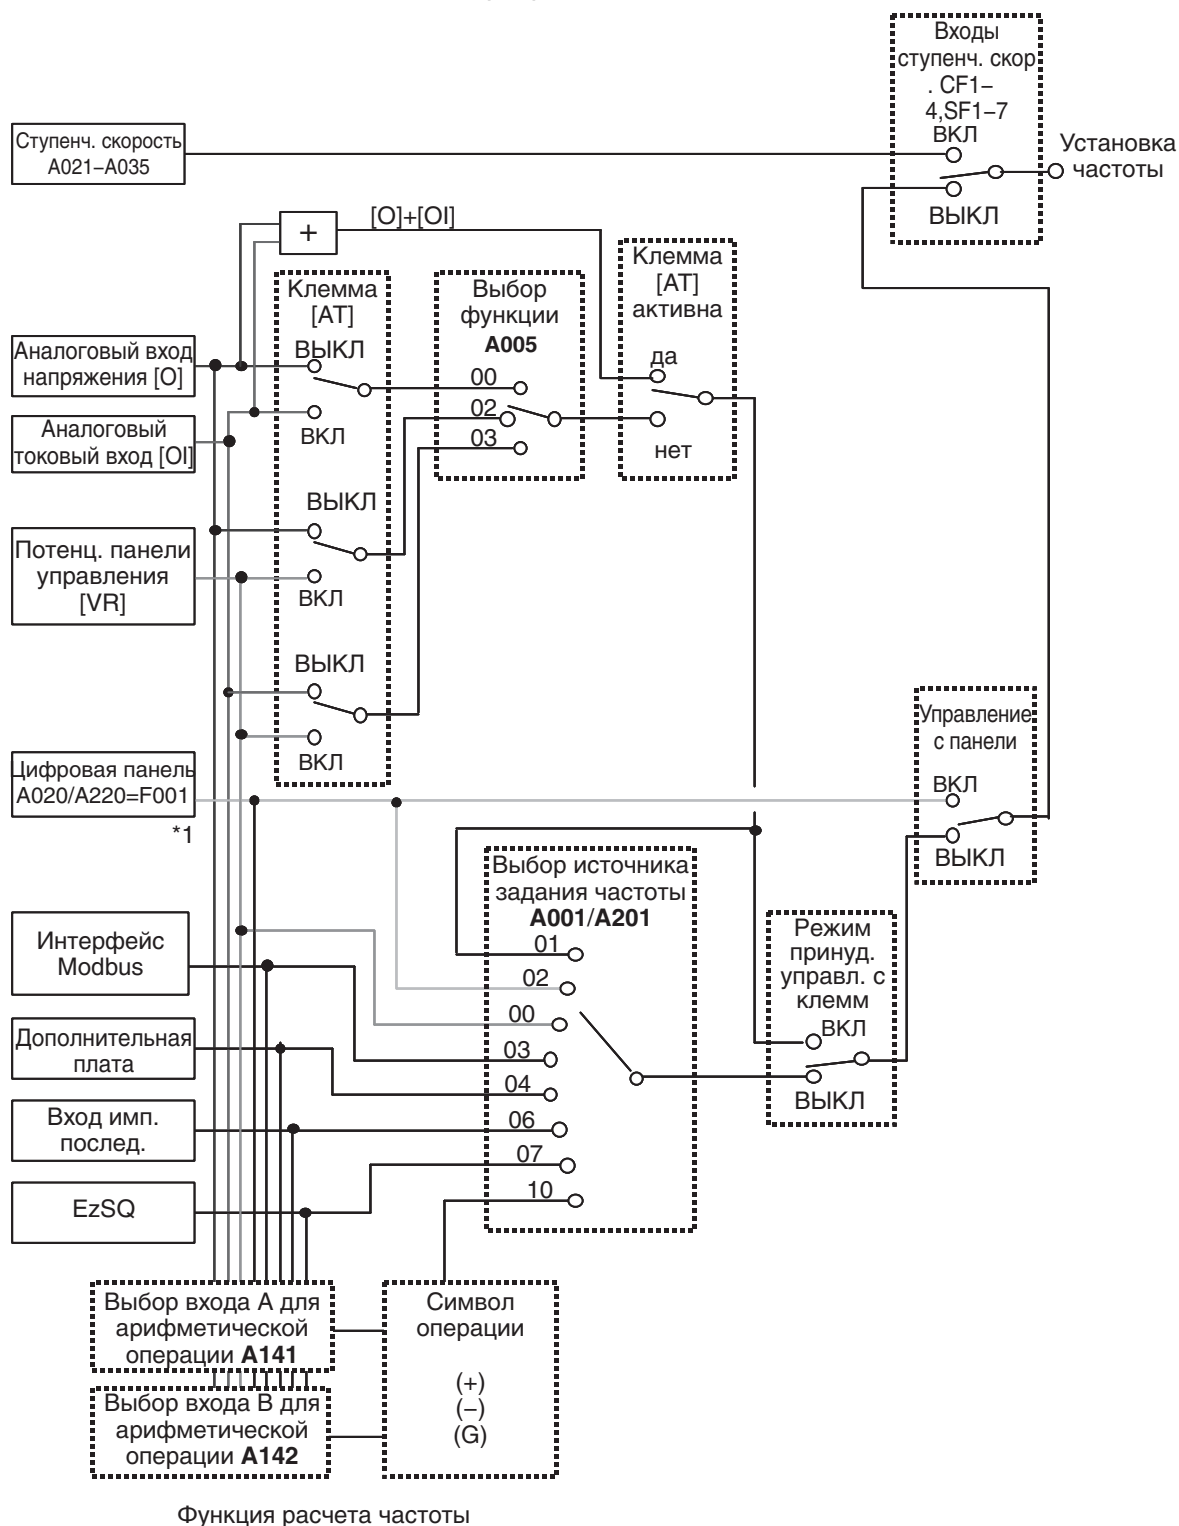 Входы
ступенч. скор
. CF1–
4,SF1–7
ВКЛ
ВЫКЛ
Установка
частоты
Ступенч. скорость
A021–A035
+
[O]+[OI]
Клемма
[AT]
ВЫКЛ
ВКЛ
ВЫКЛ
ВКЛ
ВЫКЛ
ВКЛ
Выбор
функции
A005
00
02
03
Клемма
[AT]
активна
да
нет
Аналоговый вход
напряжения [O]
Аналоговый
токовый вход [OI]
Потенц. панели
управления
[VR]
Цифровая панель
A020/A220=F001
*1
Управление
с панели
ВКЛ
ВЫКЛ
Выбор источника
задания частоты
A001/A201
01
02
00
03
04
06
07
10
Режим
принуд.
управл. с
клемм
ВКЛ
ВЫКЛ
Интерфейс
Modbus
Дополнительная
плата
Вход имп.
послед.
EzSQ
Выбор входа A для
арифметической
операции A141
Выбор входа B для
арифметической
операции A142
Символ
операции
(+)
(–)
(G)
Функция расчета частоты